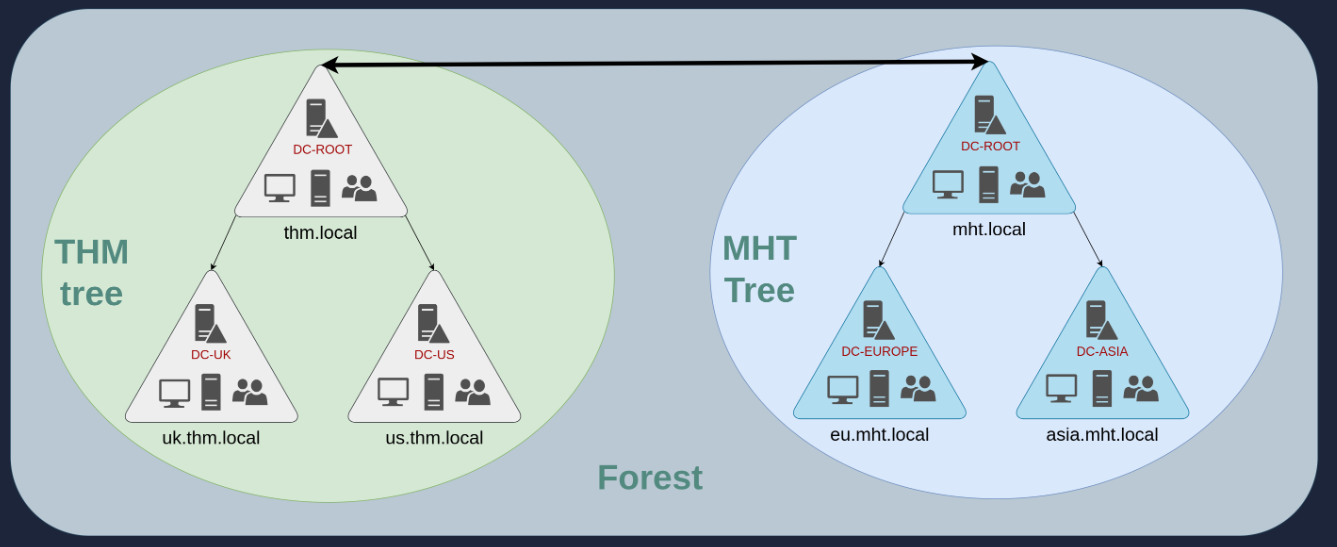 DC-ROOT
thm.local
THM
tree
DC-UK
uk.thm.local
DC-US
us.thm.local
DC-ROOT
mht.local
MHT
Tree
DC-EUROPE
eu.mht.local
DC-ASIA
asia.mht.local
Forest